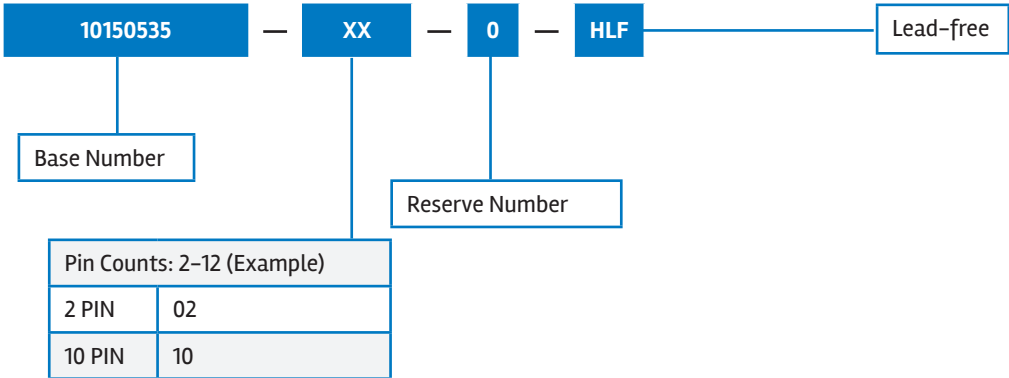 10150535 — XX — 0 — HLF Lead-free
Base Number
Reserve Number
Pin Counts: 2-12 (Example)
2 PIN 02
10 PIN 10